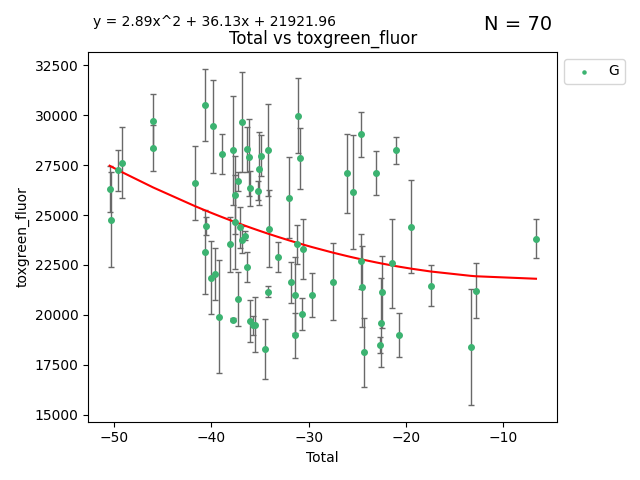 y = 2.89x^2 + 36.13x + 21921.96
N = 70
Total vs toxgreen_fluor
G
toxgreen_fluor
32500
30000
27500
25000
22500
20000
17500
15000
−50 −40 −30 −20 −10
Total